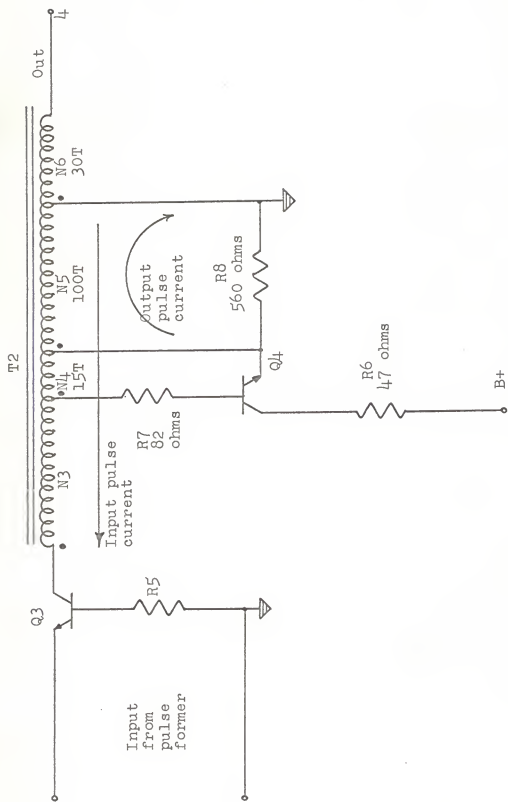 T2
Out
4
N6
30T
N5
100T
N4
15T
N3
Output
pulse
current
R8
560 ohms
Q4
R7
82
ohms
R6
47 ohms
B+
Input pulse
current
Q3
R5
Input
from
pulse
former